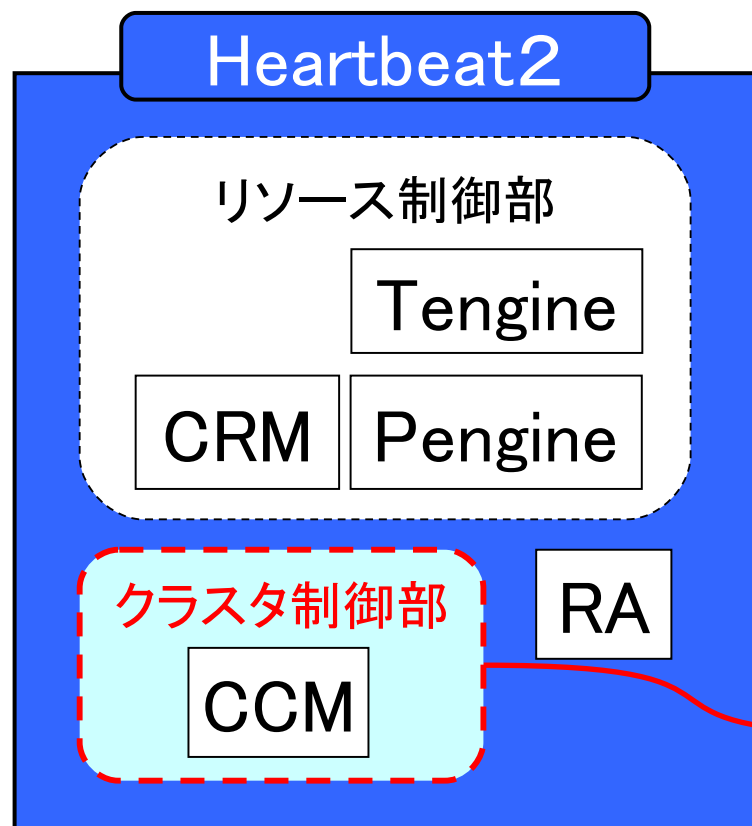 Heartbeat２
リソース制御部
Tengine
CRM
Pengine
クラスタ制御部
RA
CCM